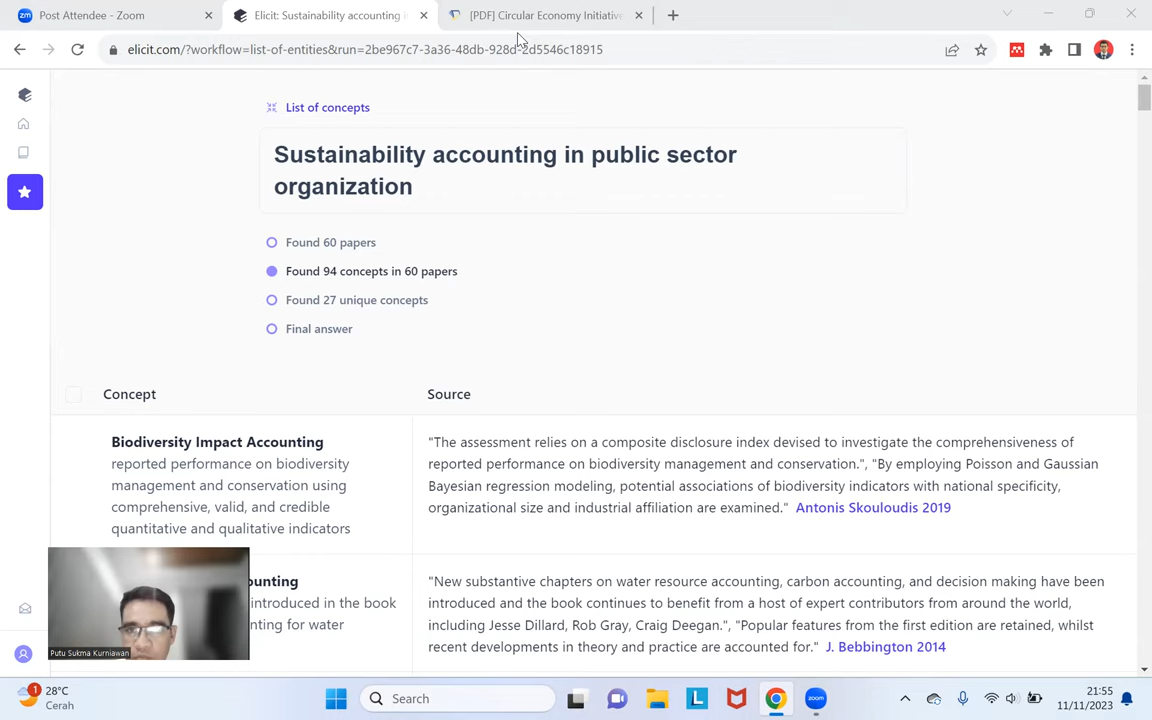 Post Attendee - Zoom
Elicit: Sustainability accounting in
[PDF] Circular Economy Initiative
elicit.com/?workflow=list-of-entities&run=2be967c7-3a36-48db-928d-2d5546c18915
List of concepts
Sustainability accounting in public sector
organization
Found 60 papers
Found 94 concepts in 60 papers
Found 27 unique concepts
Final answer
Concept
Source
Biodiversity Impact Accounting
reported performance on biodiversity
management and conservation using
comprehensive, valid, and credible
quantitative and qualitative indicators
"The assessment relies on a composite disclosure index devised to investigate the comprehensiveness of
reported performance on biodiversity management and conservation.", "By employing Poisson and Gaussian
Bayesian regression modeling, potential associations of biodiversity indicators with national specificity,
organizational size and industrial affiliation are examined." Antonis Skouloudis 2019
ounting
introduced in the book
nting for water
"New substantive chapters on water resource accounting, carbon accounting, and decision making have been
introduced and the book continues to benefit from a host of expert contributors from around the world,
including Jesse Dillard, Rob Gray, Craig Deegan.", "Popular features from the first edition are retained, whilst
recent developments in theory and practice are accounted for." J. Bebbington 2014
Putu Sukma Kurniawan
1
28°C
Cerah
Search
21:55
11/11/2023